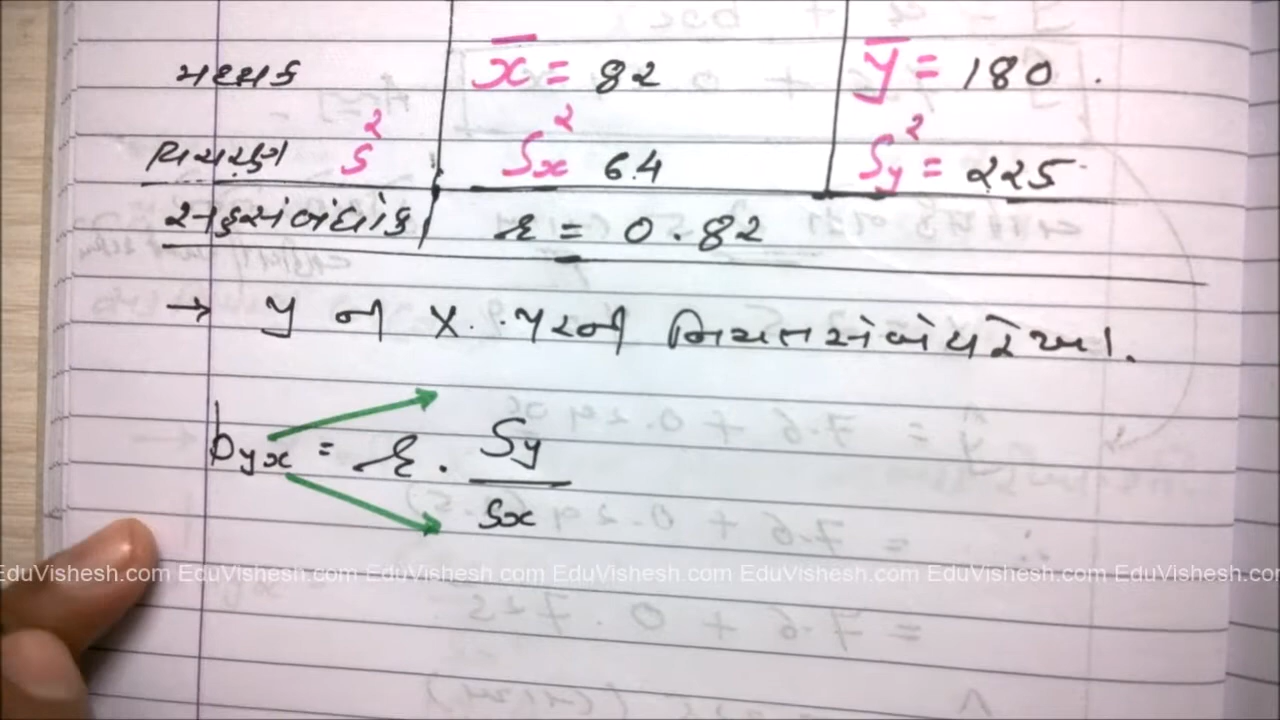 મધ્યક x̄ = 82 ȳ = 180 .
વિચરણ s² Sx² 64 Sy² = 225
સહસંબંધાંક r = 0.82
→ Y ની X પરની નિયતસંબંધરેખા.
byx = r . Sy / Sx
EduVishesh.com EduVishesh.com EduVishesh.com EduVishesh.com EduVishesh.com EduVishesh.com EduVishesh.com